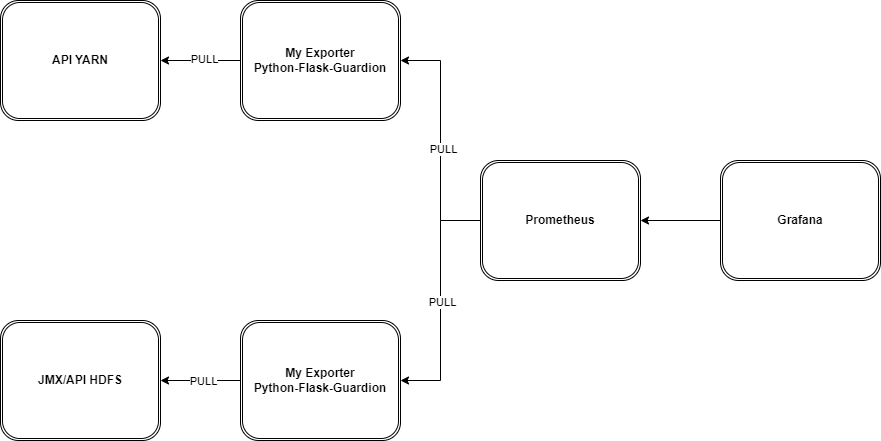 API YARN
PULL
My Exporter
Python-Flask-Guardion
PULL
Prometheus
Grafana
PULL
JMX/API HDFS
PULL
My Exporter
Python-Flask-Guardion